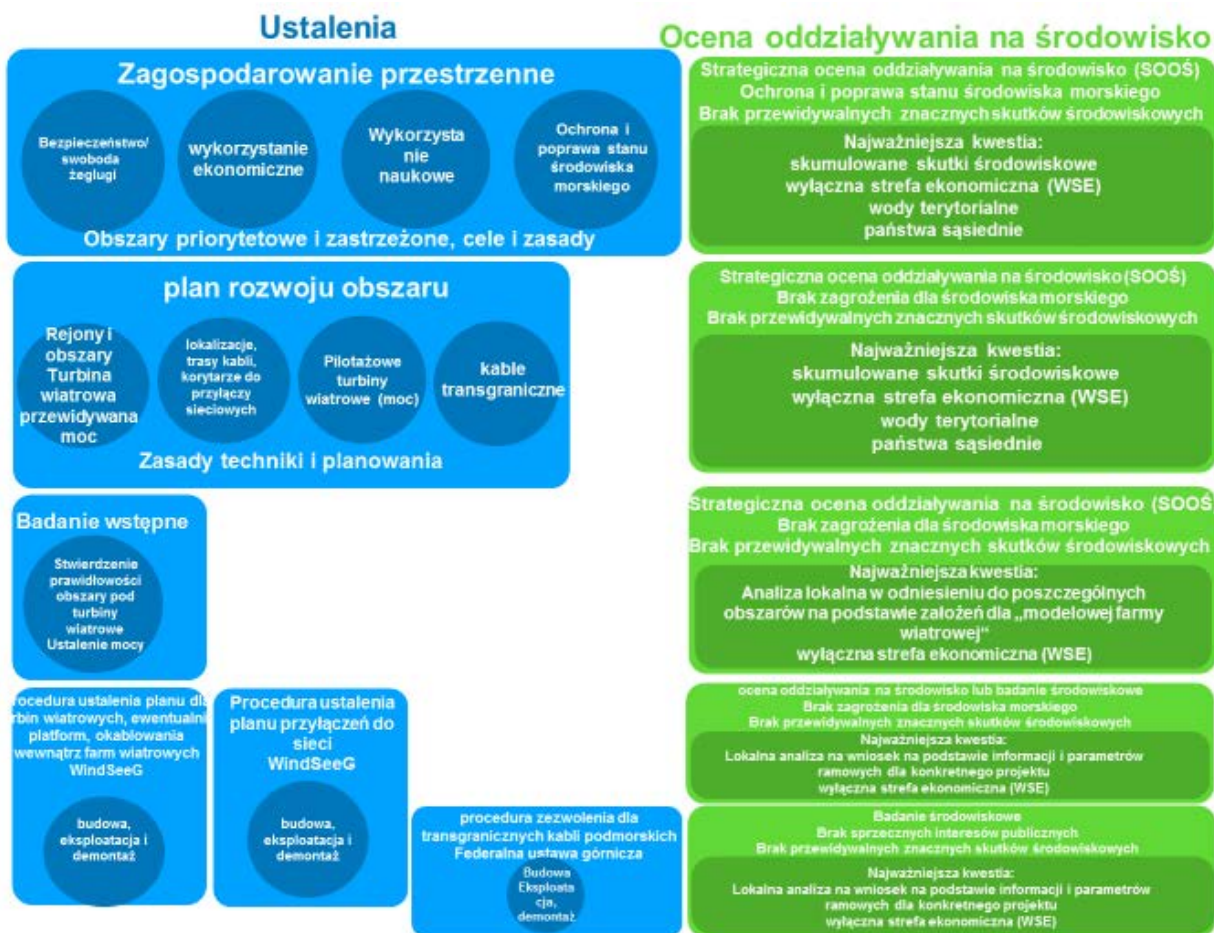 Ustalenia
Ocena oddziaływania na środowisko
Zagospodarowanie przestrzenne
Bezpieczeństwo/
swoboda
żeglugi
wykorzystanie
ekonomiczne
Wykorzysta
nie
naukowe
Ochrona i
poprawa stanu
środowiska
morskiego
Obszary priorytetowe i zastrzeżone, cele i zasady
Strategiczna ocena oddziaływania na środowisko (SOOŚ)
Ochrona i poprawa stanu środowiska morskiego
Brak przewidywalnych znacznych skutków środowiskowych
Najważniejsza kwestia:
skumulowane skutki środowiskowe
wyłączna strefa ekonomiczna (WSE)
wody terytorialne
państwa sąsiednie
plan rozwoju obszaru
Rejony i
obszary
Turbina
wiatrowa
przewidywana
moc
lokalizacje,
trasy kabli,
korytarze do
przyłączy
sieciowych
Pilotażowe
turbiny
wiatrowe (moc)
kable
transgraniczne
Zasady techniki i planowania
Strategiczna ocena oddziaływania na środowisko (SOOŚ)
Brak zagrożenia dla środowiska morskiego
Brak przewidywalnych znacznych skutków środowiskowych
Najważniejsza kwestia:
skumulowane skutki środowiskowe
wyłączna strefa ekonomiczna (WSE)
wody terytorialne
państwa sąsiednie
Badanie wstępne
Stwierdzenie
prawidłowości
obszary pod
turbiny
wiatrowe
Ustalenie mocy
Strategiczna ocena oddziaływania na środowisko (SOOŚ
Brak zagrożenia dla środowiska morskiego
Brak przewidywalnych znacznych skutków środowiskowych
Najważniejsza kwestia:
Analiza lokalna w odniesieniu do poszczególnych
obszarów na podstawie założeń dla „modelowej farmy
wiatrowej“
wyłączna strefa ekonomiczna (WSE)
rocedura ustalenia planu dla
rbin wiatrowych, ewentualni
platform, okablowania
wewnątrz farm wiatrowych
WindSeeG
budowa,
eksploatacja i
demontaż
Procedura ustalenia
planu przyłączeń do
sieci
WindSeeG
budowa,
eksploatacja i
demontaż
ocena oddziaływania na środowisko lub badanie środowiskowe
Brak zagrożenia dla środowiska morskiego
Brak przewidywalnych znacznych skutków środowiskowych
Najważniejsza kwestia:
Lokalna analiza na wniosek na podstawie informacji i parametrów
ramowych dla konkretnego projektu
wyłączna strefa ekonomiczna (WSE)
procedura zezwolenia dla
transgranicznych kabli podmorskich
Federalna ustawa górnicza
Budowa
Eksploata
cja,
demontaż
Badanie środowiskowe
Brak sprzecznych interesów publicznych
Brak przewidywalnych znacznych skutków środowiskowych
Najważniejsza kwestia:
Lokalna analiza na wniosek na podstawie informacji i parametrów
ramowych dla konkretnego projektu
wyłączna strefa ekonomiczna (WSE)